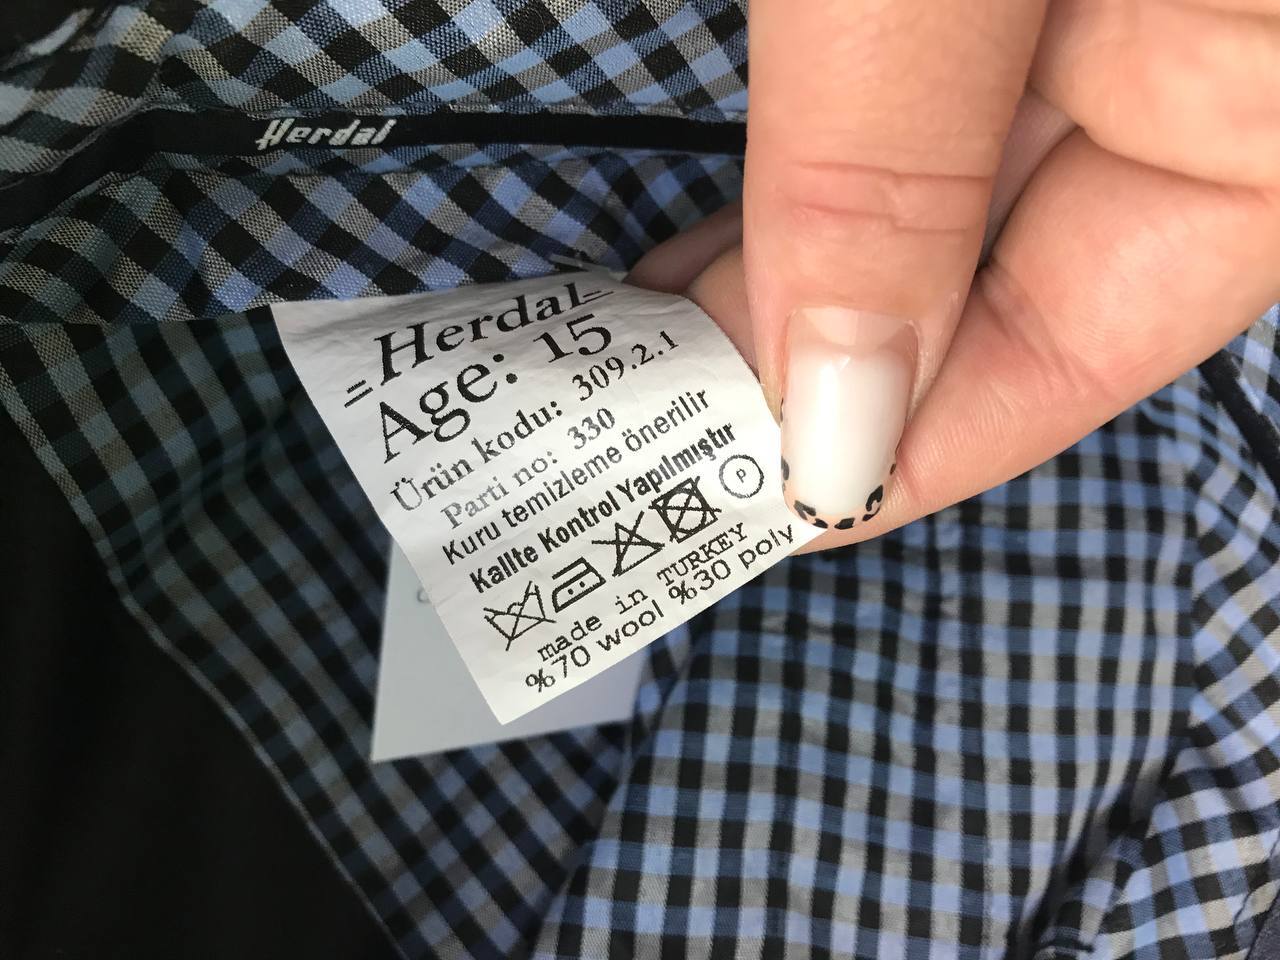 Herdal
=Herdal=
Age: 15
Ürün kodu: 309.2.1
Parti no: 330
Kuru temizleme önerilir
Kalite Kontrol Yapılmıştır
P
made in TURKEY
%70 wool %30 poly